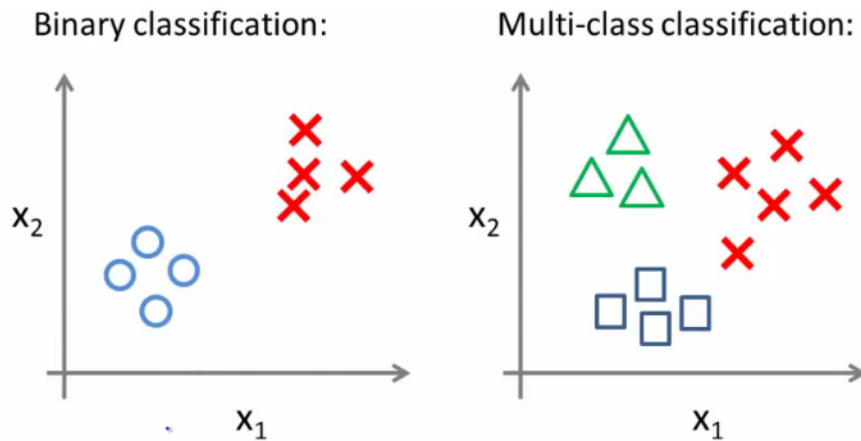 Binary classification:
x₂
x₁
Multi-class classification:
x₂
x₁